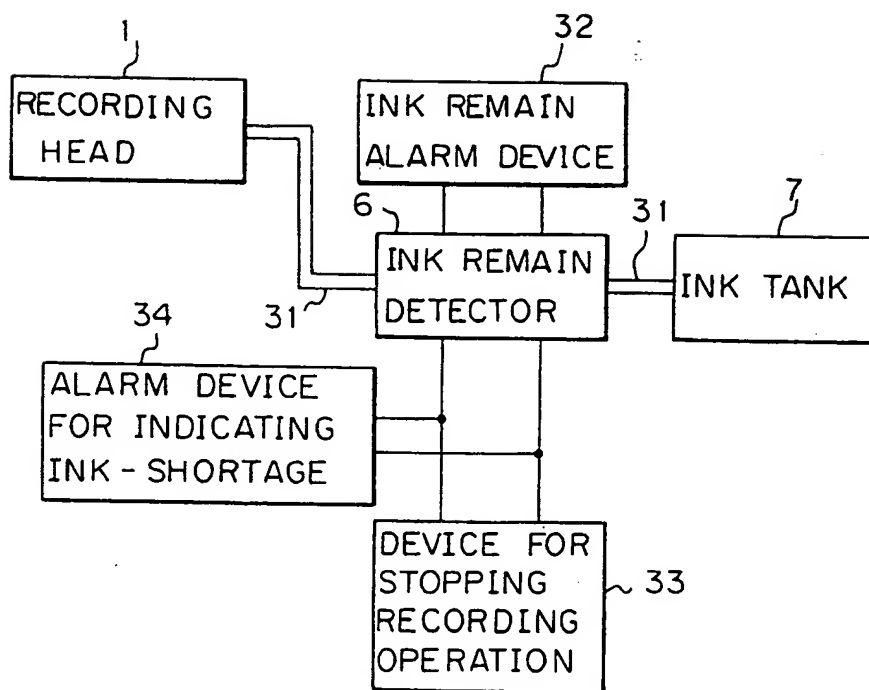 1
RECORDING
HEAD
32
INK REMAIN
ALARM DEVICE
6
INK REMAIN
DETECTOR
31
7
INK TANK
31
34
ALARM DEVICE
FOR INDICATING
INK-SHORTAGE
DEVICE FOR
STOPPING
RECORDING
OPERATION
33